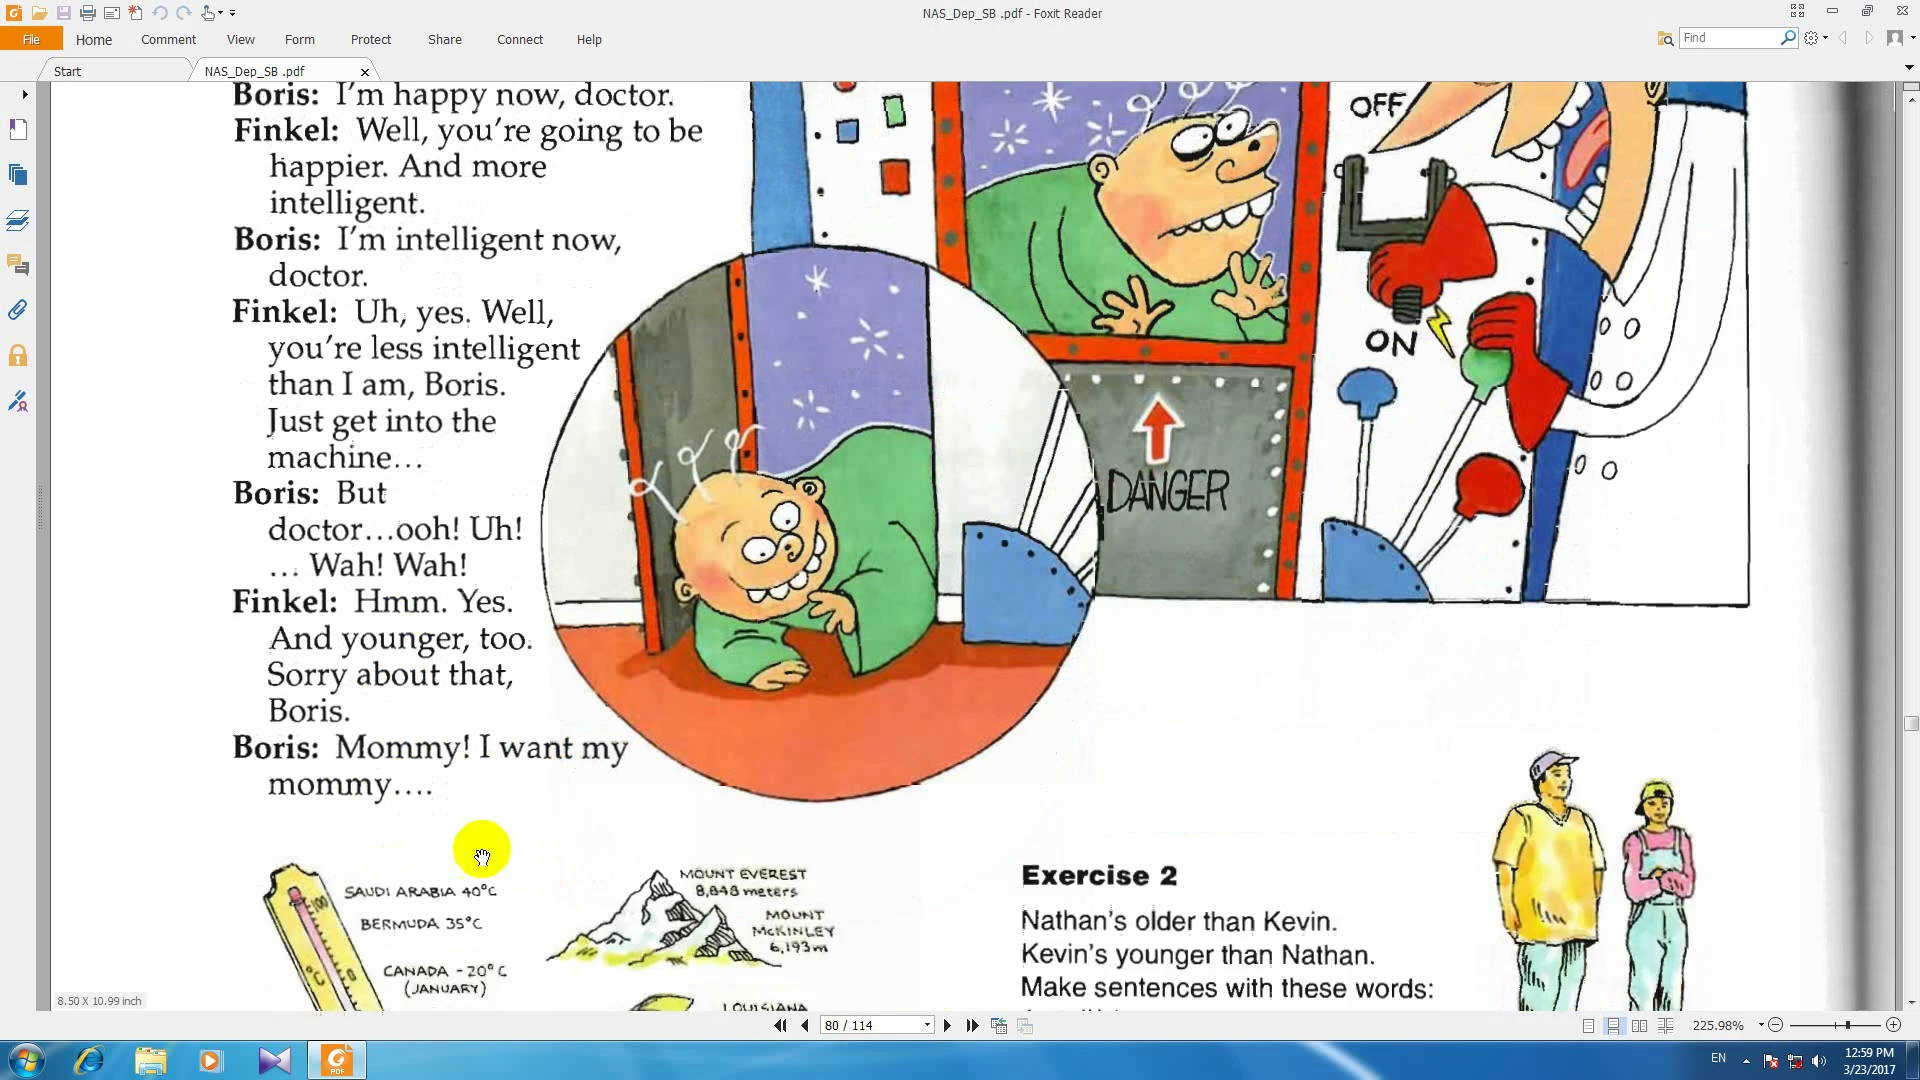 NAS_Dep_SB .pdf - Foxit Reader
File Home Comment View Form Protect Share Connect Help
Find
Start NAS_Dep_SB .pdf
Boris: I'm happy now, doctor.
Finkel: Well, you're going to be
happier. And more
intelligent.
Boris: I'm intelligent now,
doctor.
Finkel: Uh, yes. Well,
you're less intelligent
than I am, Boris.
Just get into the
machine…
Boris: But
doctor…ooh! Uh!
… Wah! Wah!
Finkel: Hmm. Yes.
And younger, too.
Sorry about that,
Boris.
Boris: Mommy! I want my
mommy….
OFF
ON
DANGER
SAUDI ARABIA 40°C
BERMUDA 35°C
CANADA -20°C
(JANUARY)
100
0
°C
MOUNT EVEREST
8,848 meters
MOUNT
McKINLEY
6,193m
LOUISIANA
Exercise 2
Nathan's older than Kevin.
Kevin's younger than Nathan.
Make sentences with these words:
8.50 X 10.99 inch
80 / 114
225.98%
PDF
EN
12:59 PM
3/23/2017